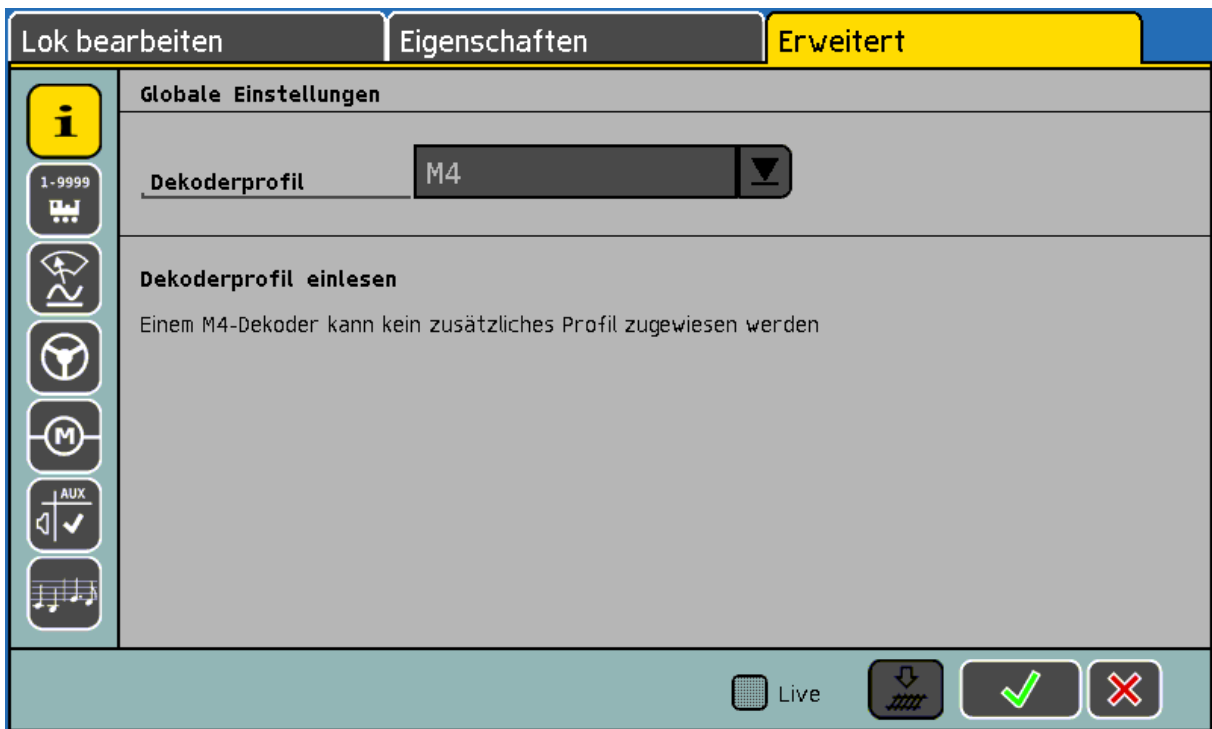 Lok bearbeiten
Eigenschaften
Erweitert
i
Globale Einstellungen
1-9999
Dekoderprofil
M4
Dekoderprofil einlesen
Einem M4-Dekoder kann kein zusätzliches Profil zugewiesen werden
M
AUX
Live